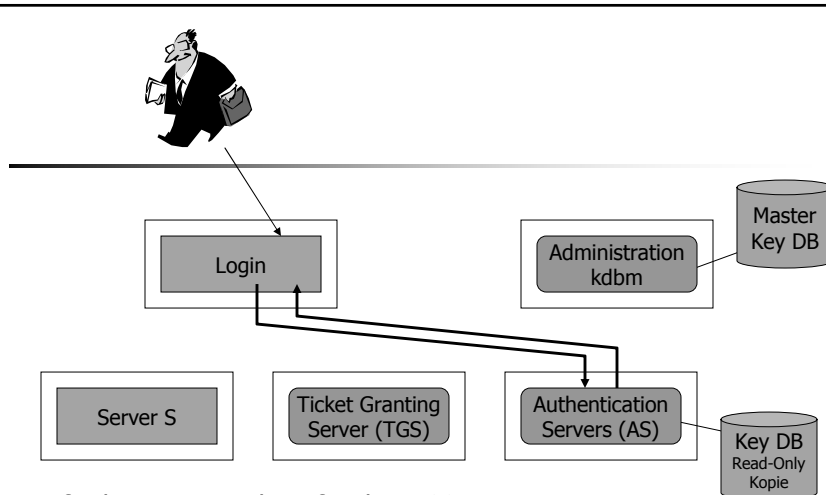 Master
Key DB
Login
Administration
kdbm
Server S
Ticket Granting
Server (TGS)
Authentication
Servers (AS)
Key DB
Read-Only
Kopie